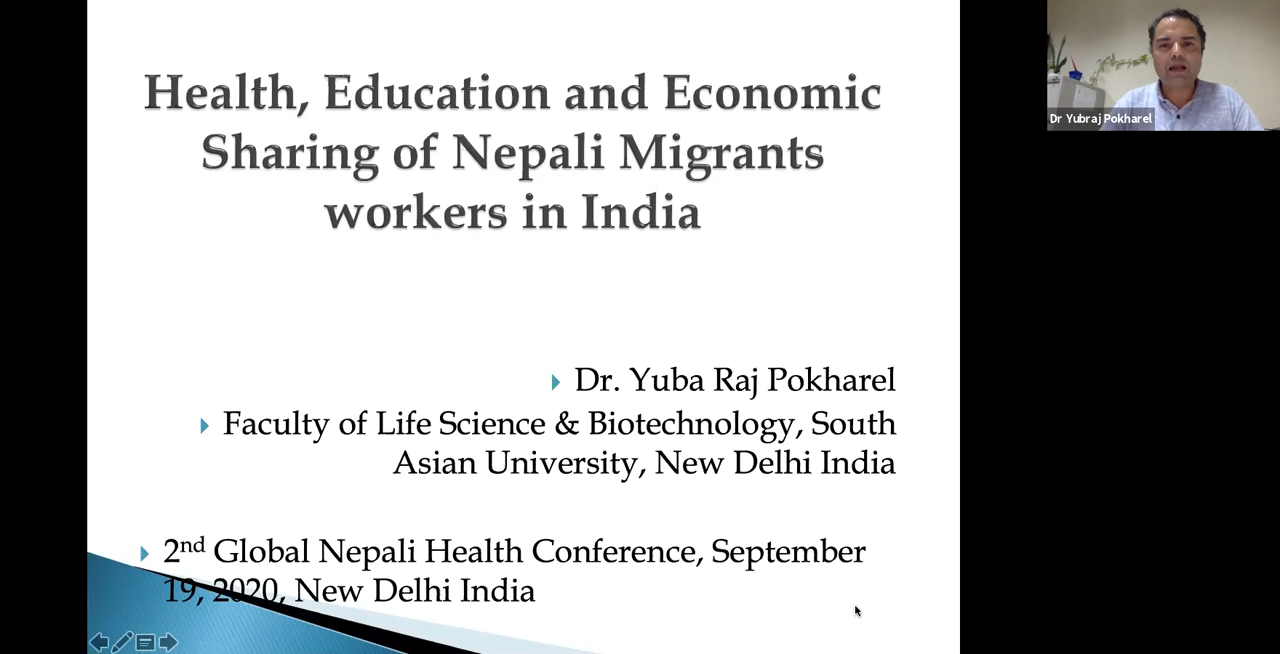 Health, Education and Economic
Sharing of Nepali Migrants
workers in India
Dr Yubraj Pokharel
Dr. Yuba Raj Pokharel
Faculty of Life Science & Biotechnology, South
Asian University, New Delhi India
2nd Global Nepali Health Conference, September
19, 2020, New Delhi India